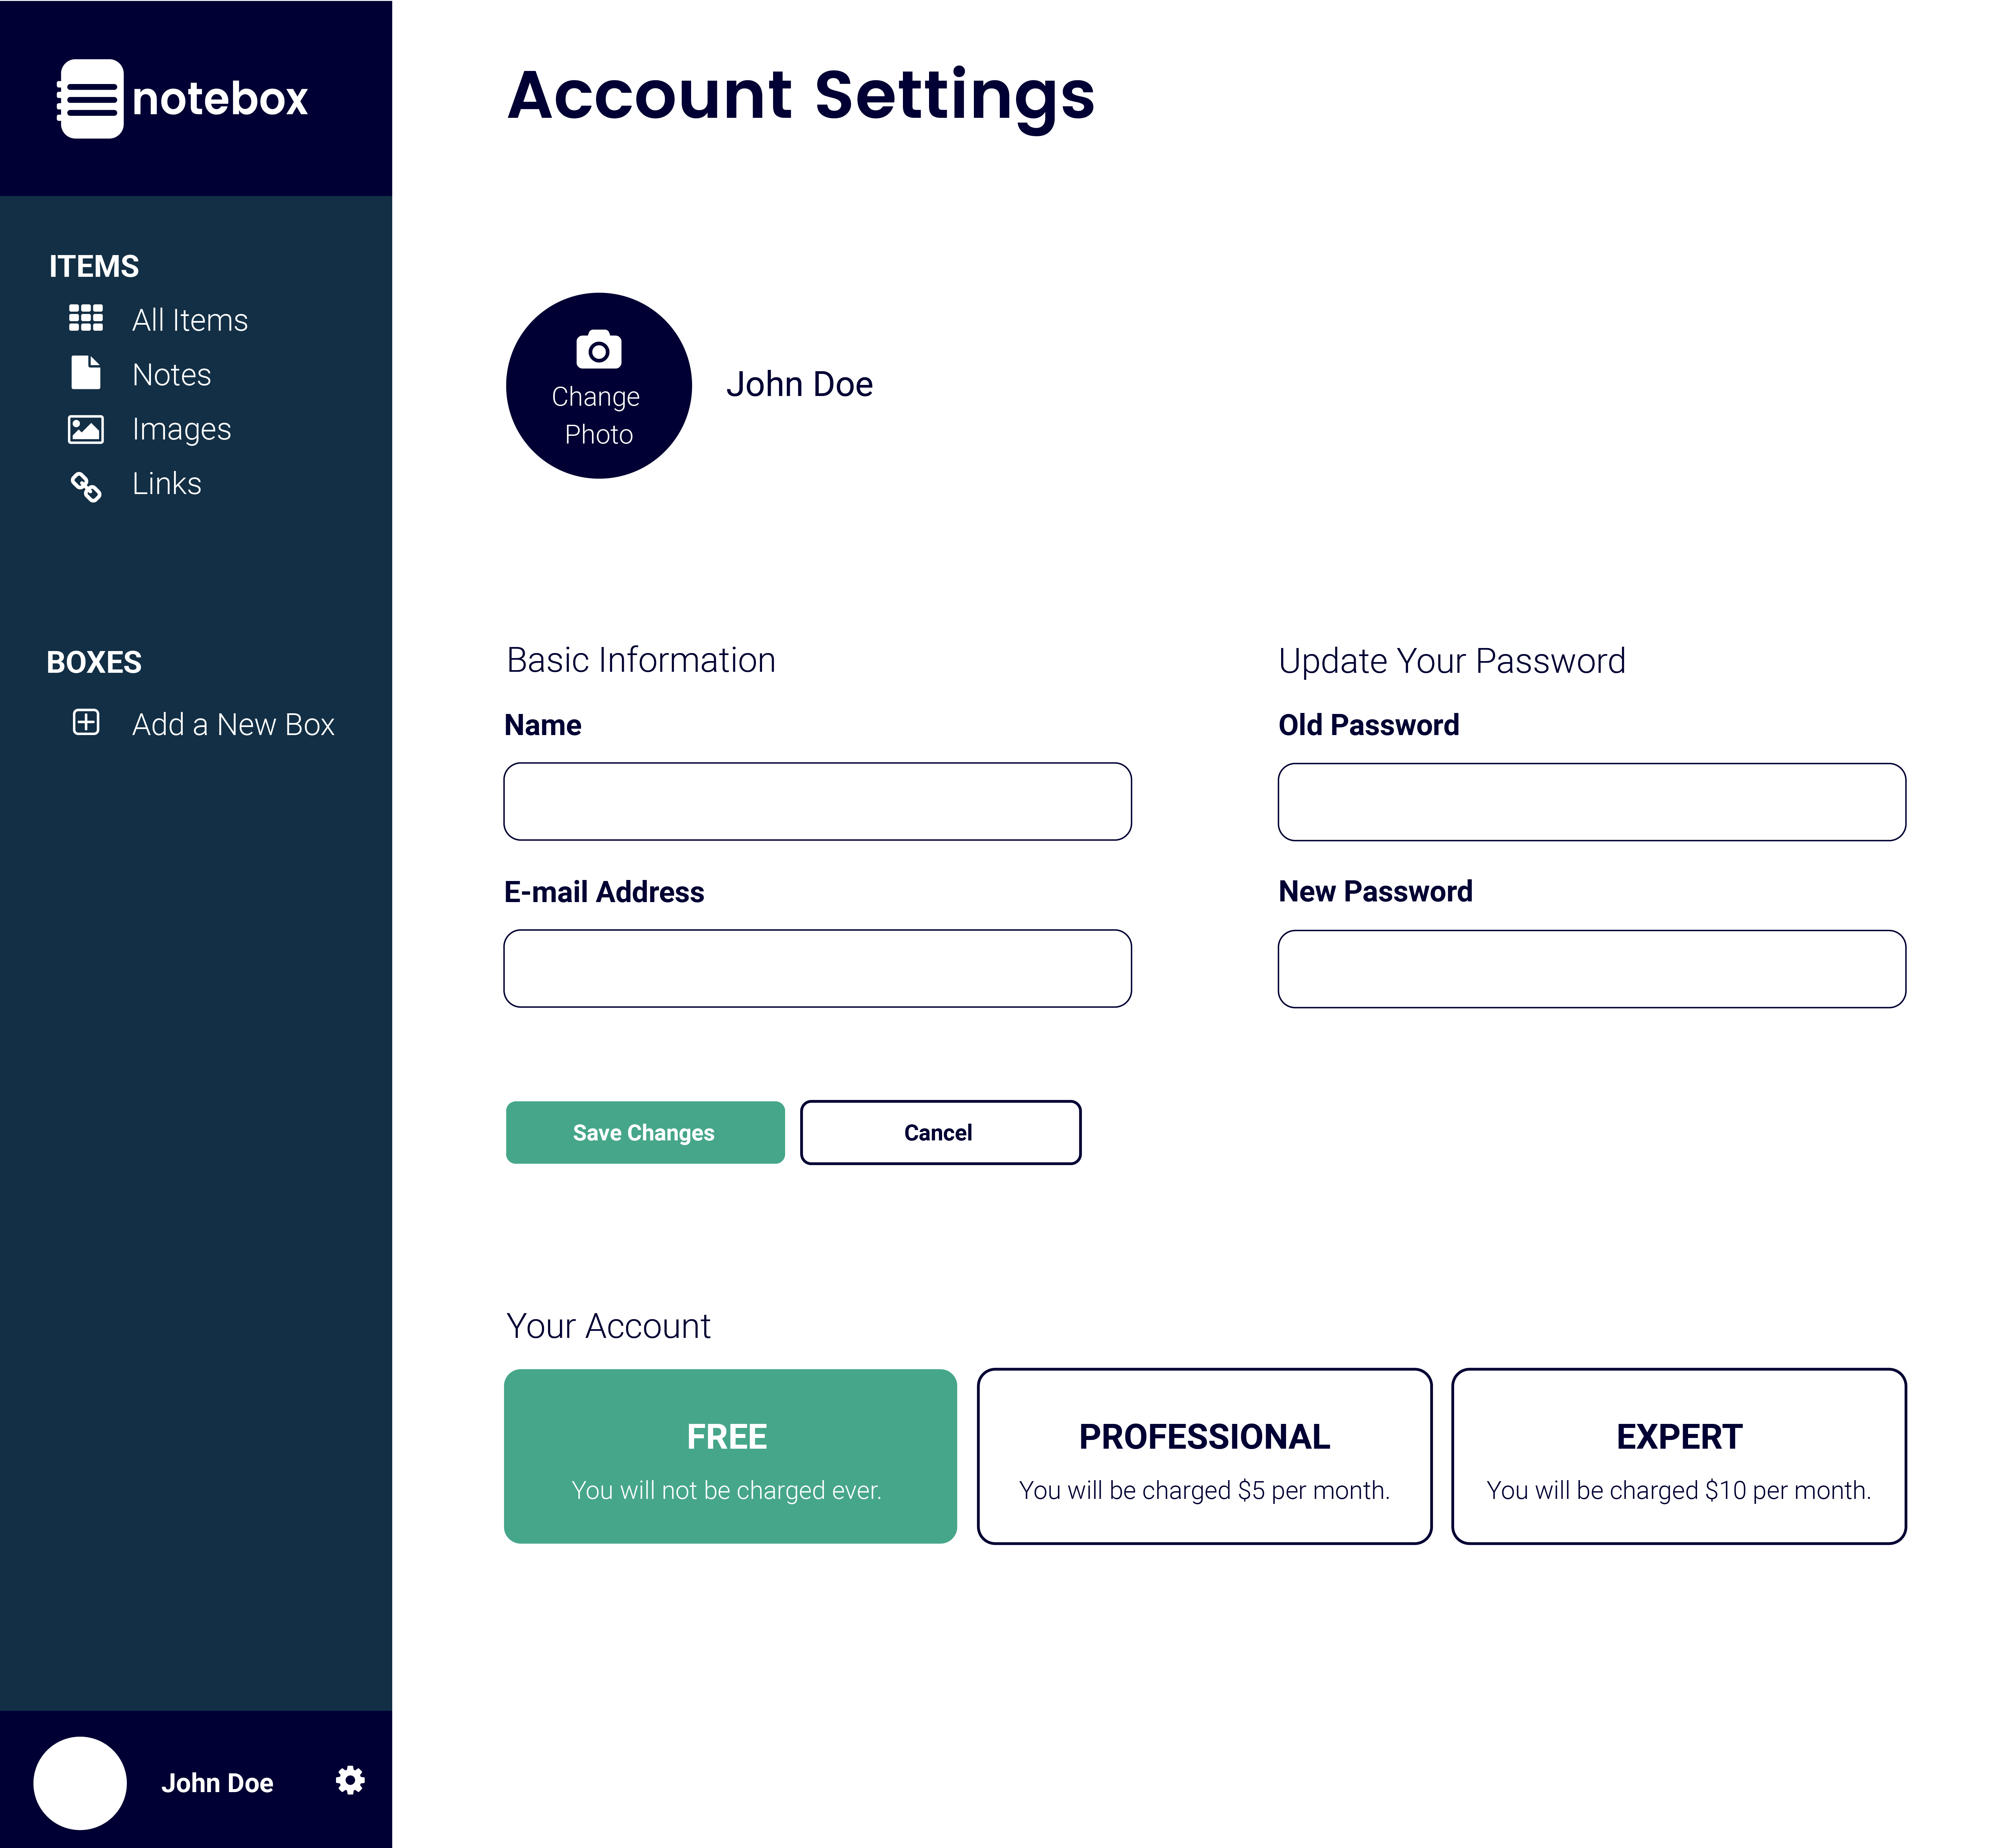 notebox
ITEMS
All Items
Notes
Images
Links
BOXES
Add a New Box
John Doe
Account Settings
Change
Photo
John Doe
Basic Information
Name
E-mail Address
Update Your Password
Old Password
New Password
Save Changes
Cancel
Your Account
FREE
You will not be charged ever.
PROFESSIONAL
You will be charged $5 per month.
EXPERT
You will be charged $10 per month.